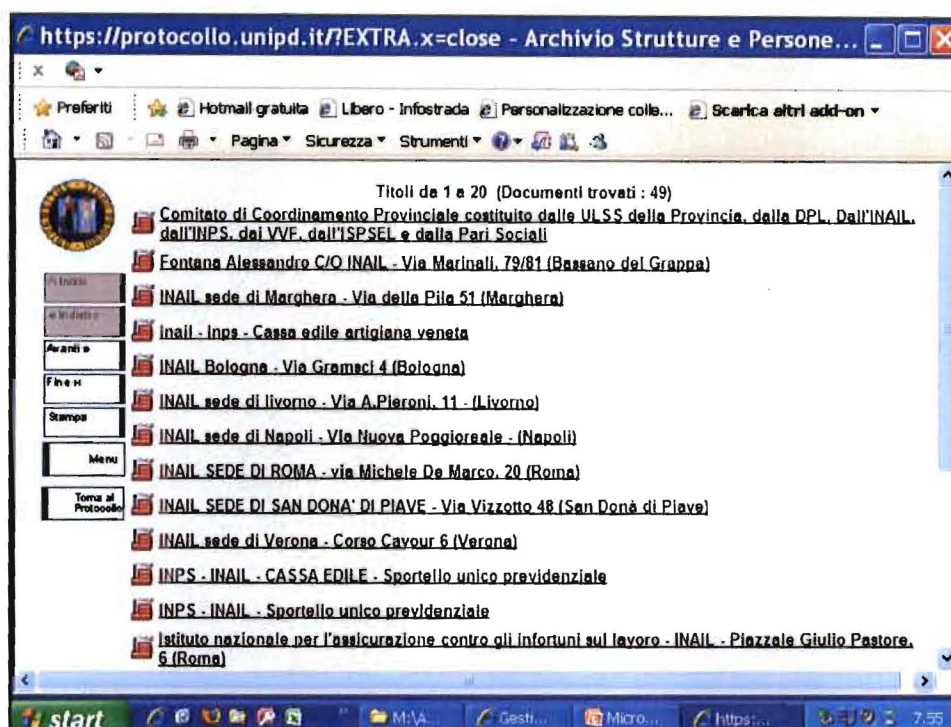 https://protocollo.unipd.it/?EXTRA.x=close - Archivio Strutture e Persone...
x
Preferiti Hotmail gratuita Libero - Infostrada Personalizzazione colle... Scarica altri add-on
Pagina Sicurezza Strumenti
Titoli da 1 a 20 (Documenti trovati : 49)
Comitato di Coordinamento Provinciale costituito dalle ULSS della Provincia, dalla DPL, Dall'INAIL,
dall'INPS, dai VVF, dall'ISPSEL e dalla Pari Sociali
Fontana Alessandro C/O INAIL - Via Marinali, 79/81 (Bassano del Grappa)
Inizio
INAIL sede di Marghera - Via della Pila 51 (Marghera)
Indietro
Inail - Inps - Cassa edile artigiana veneta
Avanti
INAIL Bologna - Via Gramsci 4 (Bologna)
Fine
INAIL sede di livorno - Via A.Pieroni, 11 - (Livorno)
Stampa
INAIL sede di Napoli - Via Nuova Poggioreale - (Napoli)
Menu
INAIL SEDE DI ROMA - via Michele De Marco, 20 (Roma)
Torna al
Protocollo
INAIL SEDE DI SAN DONA' DI PIAVE - Via Vizzotto 48 (San Donà di Piave)
INAIL sede di Verona - Corso Cavour 6 (Verona)
INPS - INAIL - CASSA EDILE - Sportello unico previdenziale
INPS - INAIL - Sportello unico previdenziale
Istituto nazionale per l'assicurazione contro gli infortuni sul lavoro - INAIL - Piazzale Giulio Pastore,
6 (Roma)
start M:\A... Gesti... Micro... https:... 7:55